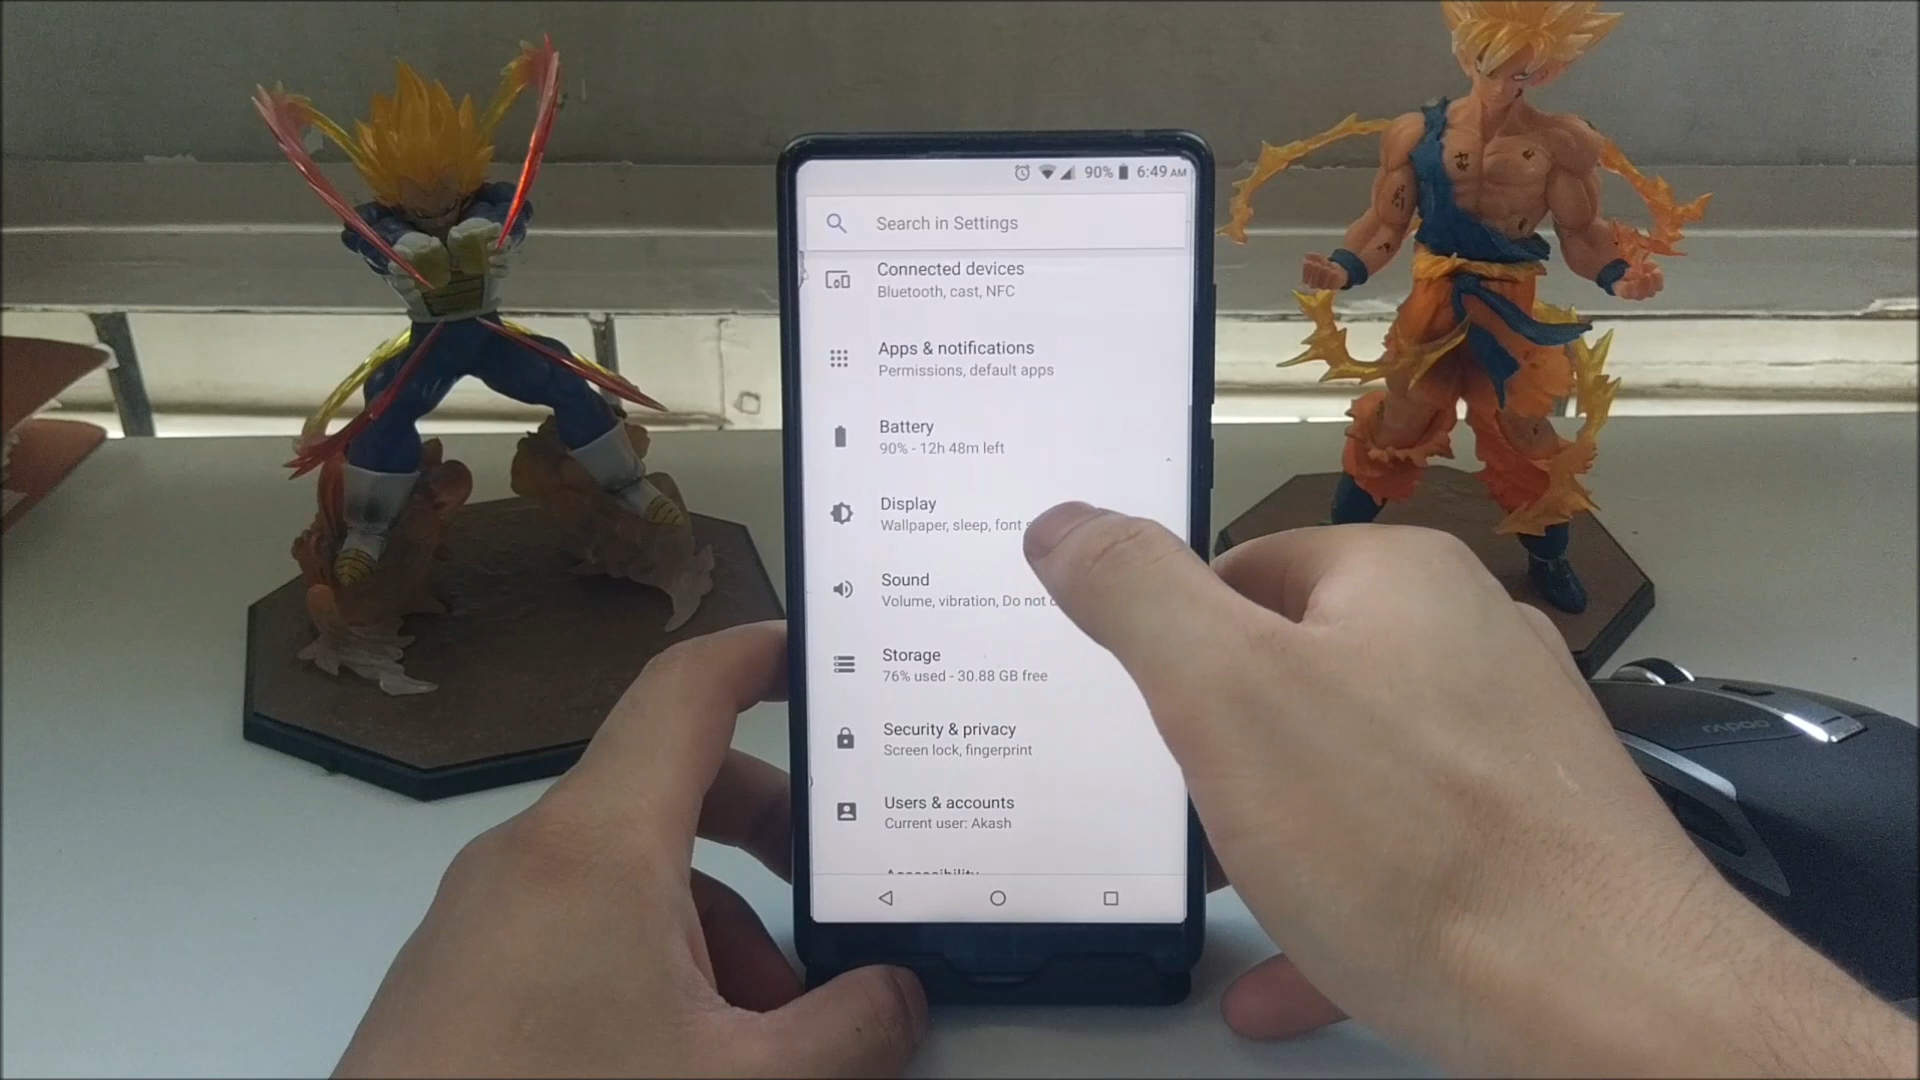 90% 6:49 AM
Search in Settings
Connected devices
Bluetooth, cast, NFC
Apps & notifications
Permissions, default apps
Battery
90% - 12h 48m left
Display
Wallpaper, sleep, font
Sound
Volume, vibration, Do not
Storage
76% used - 30.88 GB free
Security & privacy
Screen lock, fingerprint
Users & accounts
Current user: Akash
Accessibility
rapoo